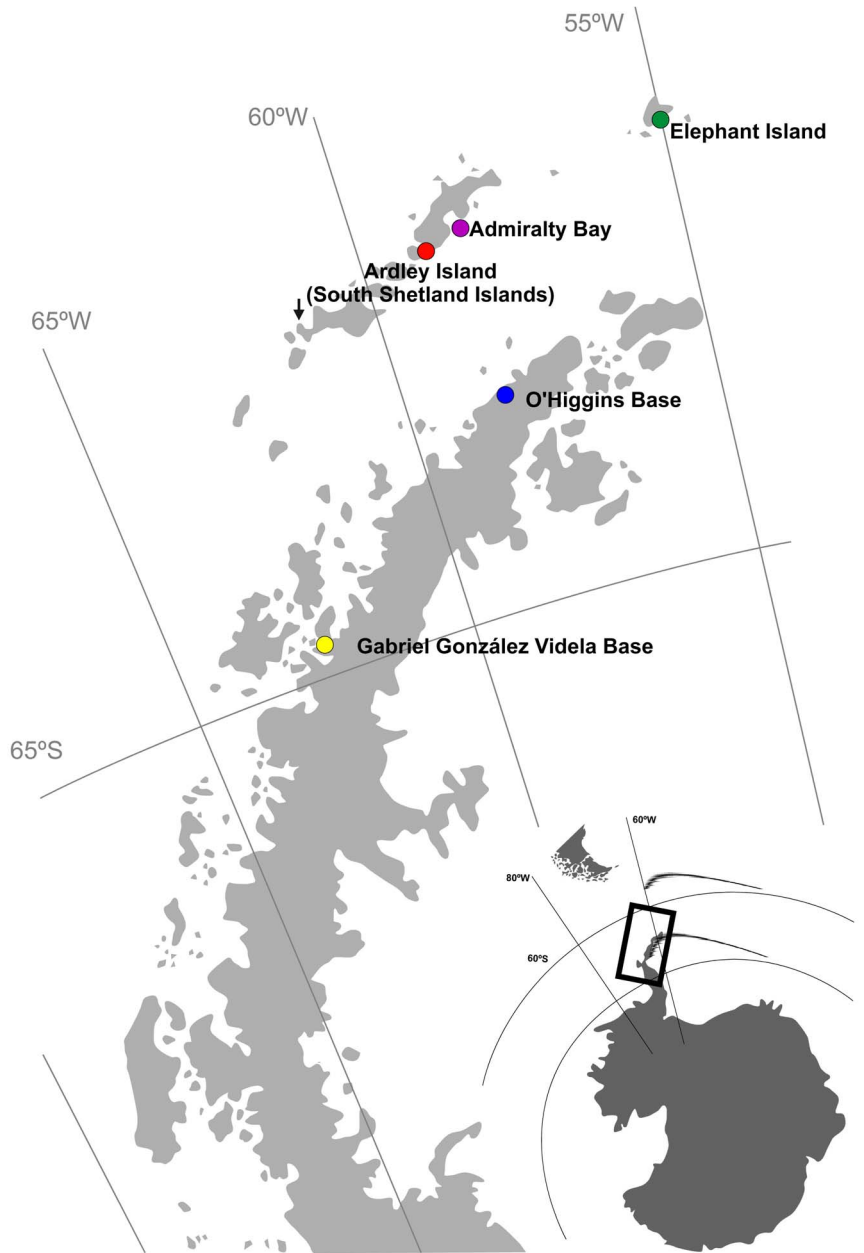 55ºW
60ºW
Elephant Island
Admiralty Bay
Ardley Island
(South Shetland Islands)
65ºW
O'Higgins Base
Gabriel González Videla Base
65ºS
60ºW
80ºW
60ºS